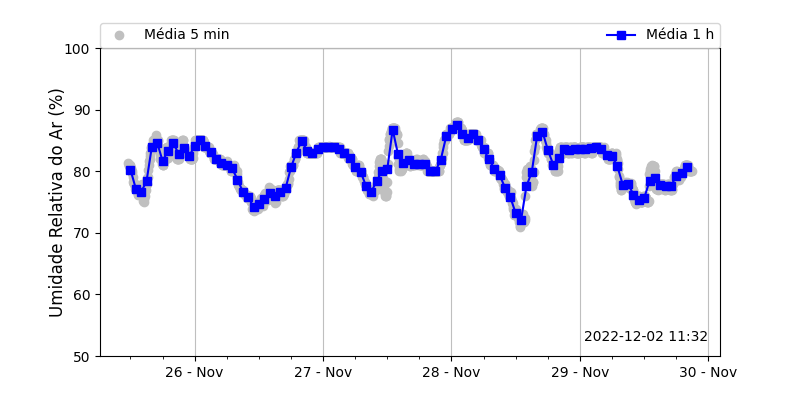 Média 5 min
Média 1 h
Umidade Relativa do Ar (%)
100
90
80
70
60
50
2022-12-02 11:32
26 - Nov
27 - Nov
28 - Nov
29 - Nov
30 - Nov